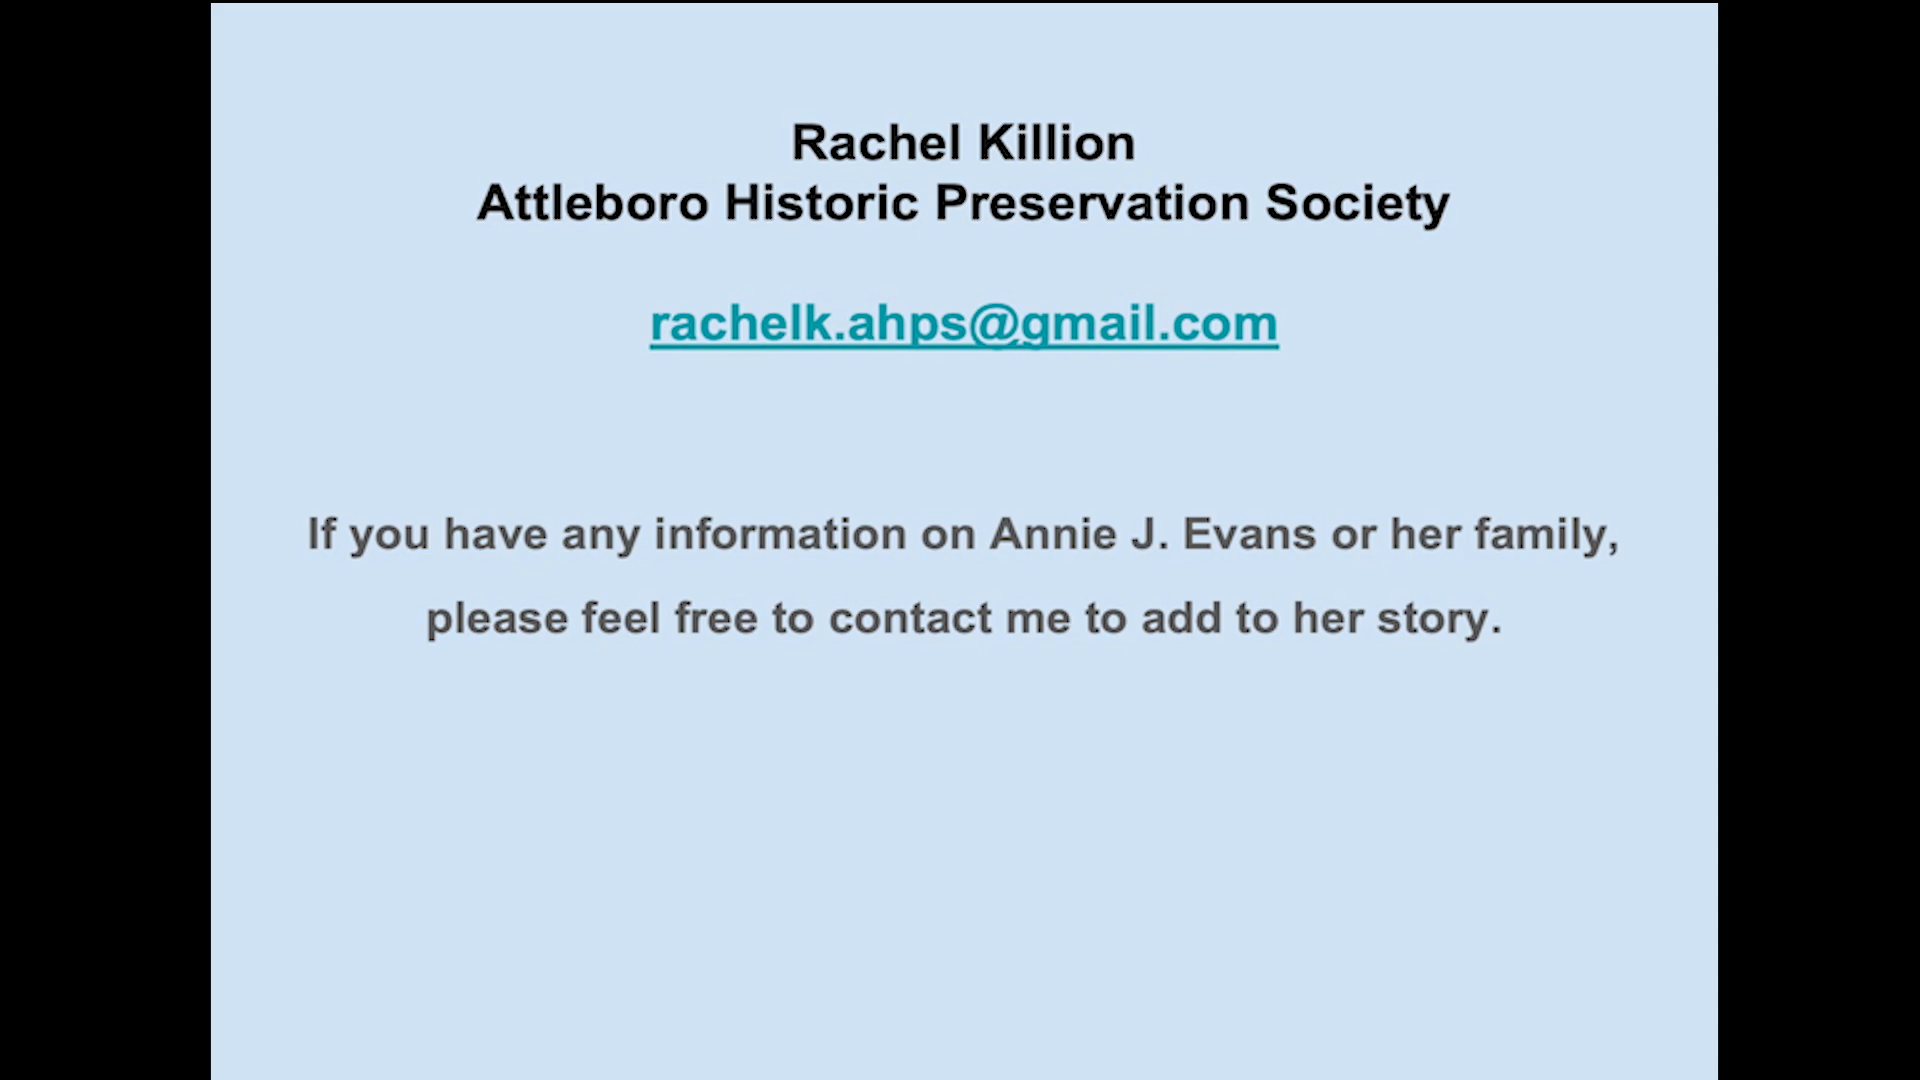 Rachel Killion
Attleboro Historic Preservation Society
rachelk.ahps@gmail.com
If you have any information on Annie J. Evans or her family,
please feel free to contact me to add to her story.